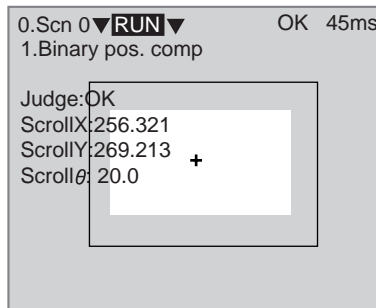 0.Scn 0▼RUN▼ OK 45ms
1.Binary pos. comp
Judge:OK
ScrollX:256.321
ScrollY:269.213
Scrollθ: 20.0